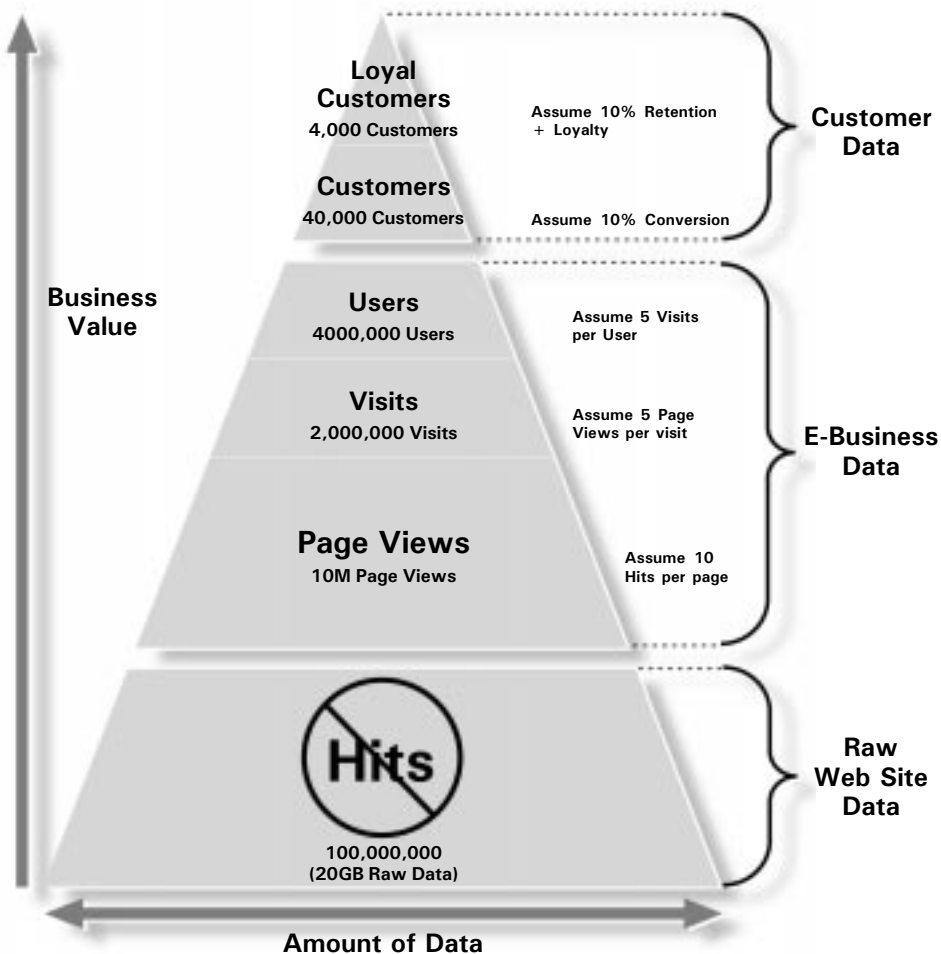 Loyal
Customers
4,000 Customers
Assume 10% Retention
+ Loyalty
Customer
Data
Customers
40,000 Customers
Assume 10% Conversion
Business
Value
Users
4000,000 Users
Assume 5 Visits
per User
Visits
2,000,000 Visits
Assume 5 Page
Views per visit
E-Business
Data
Page Views
10M Page Views
Assume 10
Hits per page
Hits
100,000,000
(20GB Raw Data)
Raw
Web Site
Data
Amount of Data